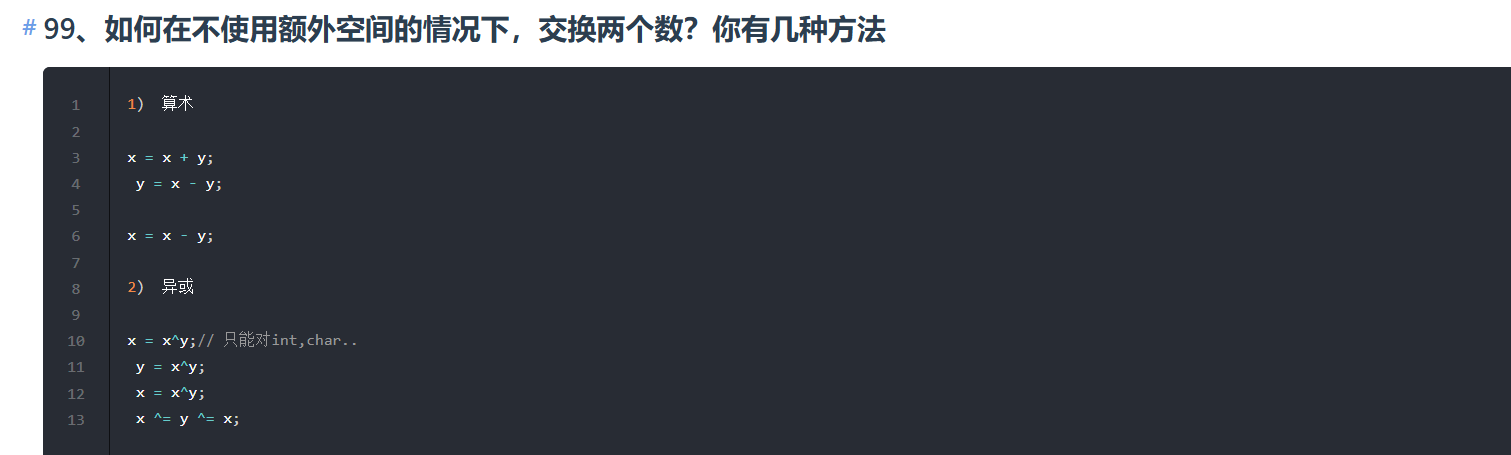 # 99、如何在不使用额外空间的情况下，交换两个数？你有几种方法
1 1) 算术
2
3 x = x + y;
4  y = x - y;
5
6 x = x - y;
7
8 2) 异或
9
10 x = x^y;// 只能对int,char..
11  y = x^y;
12  x = x^y;
13  x ^= y ^= x;